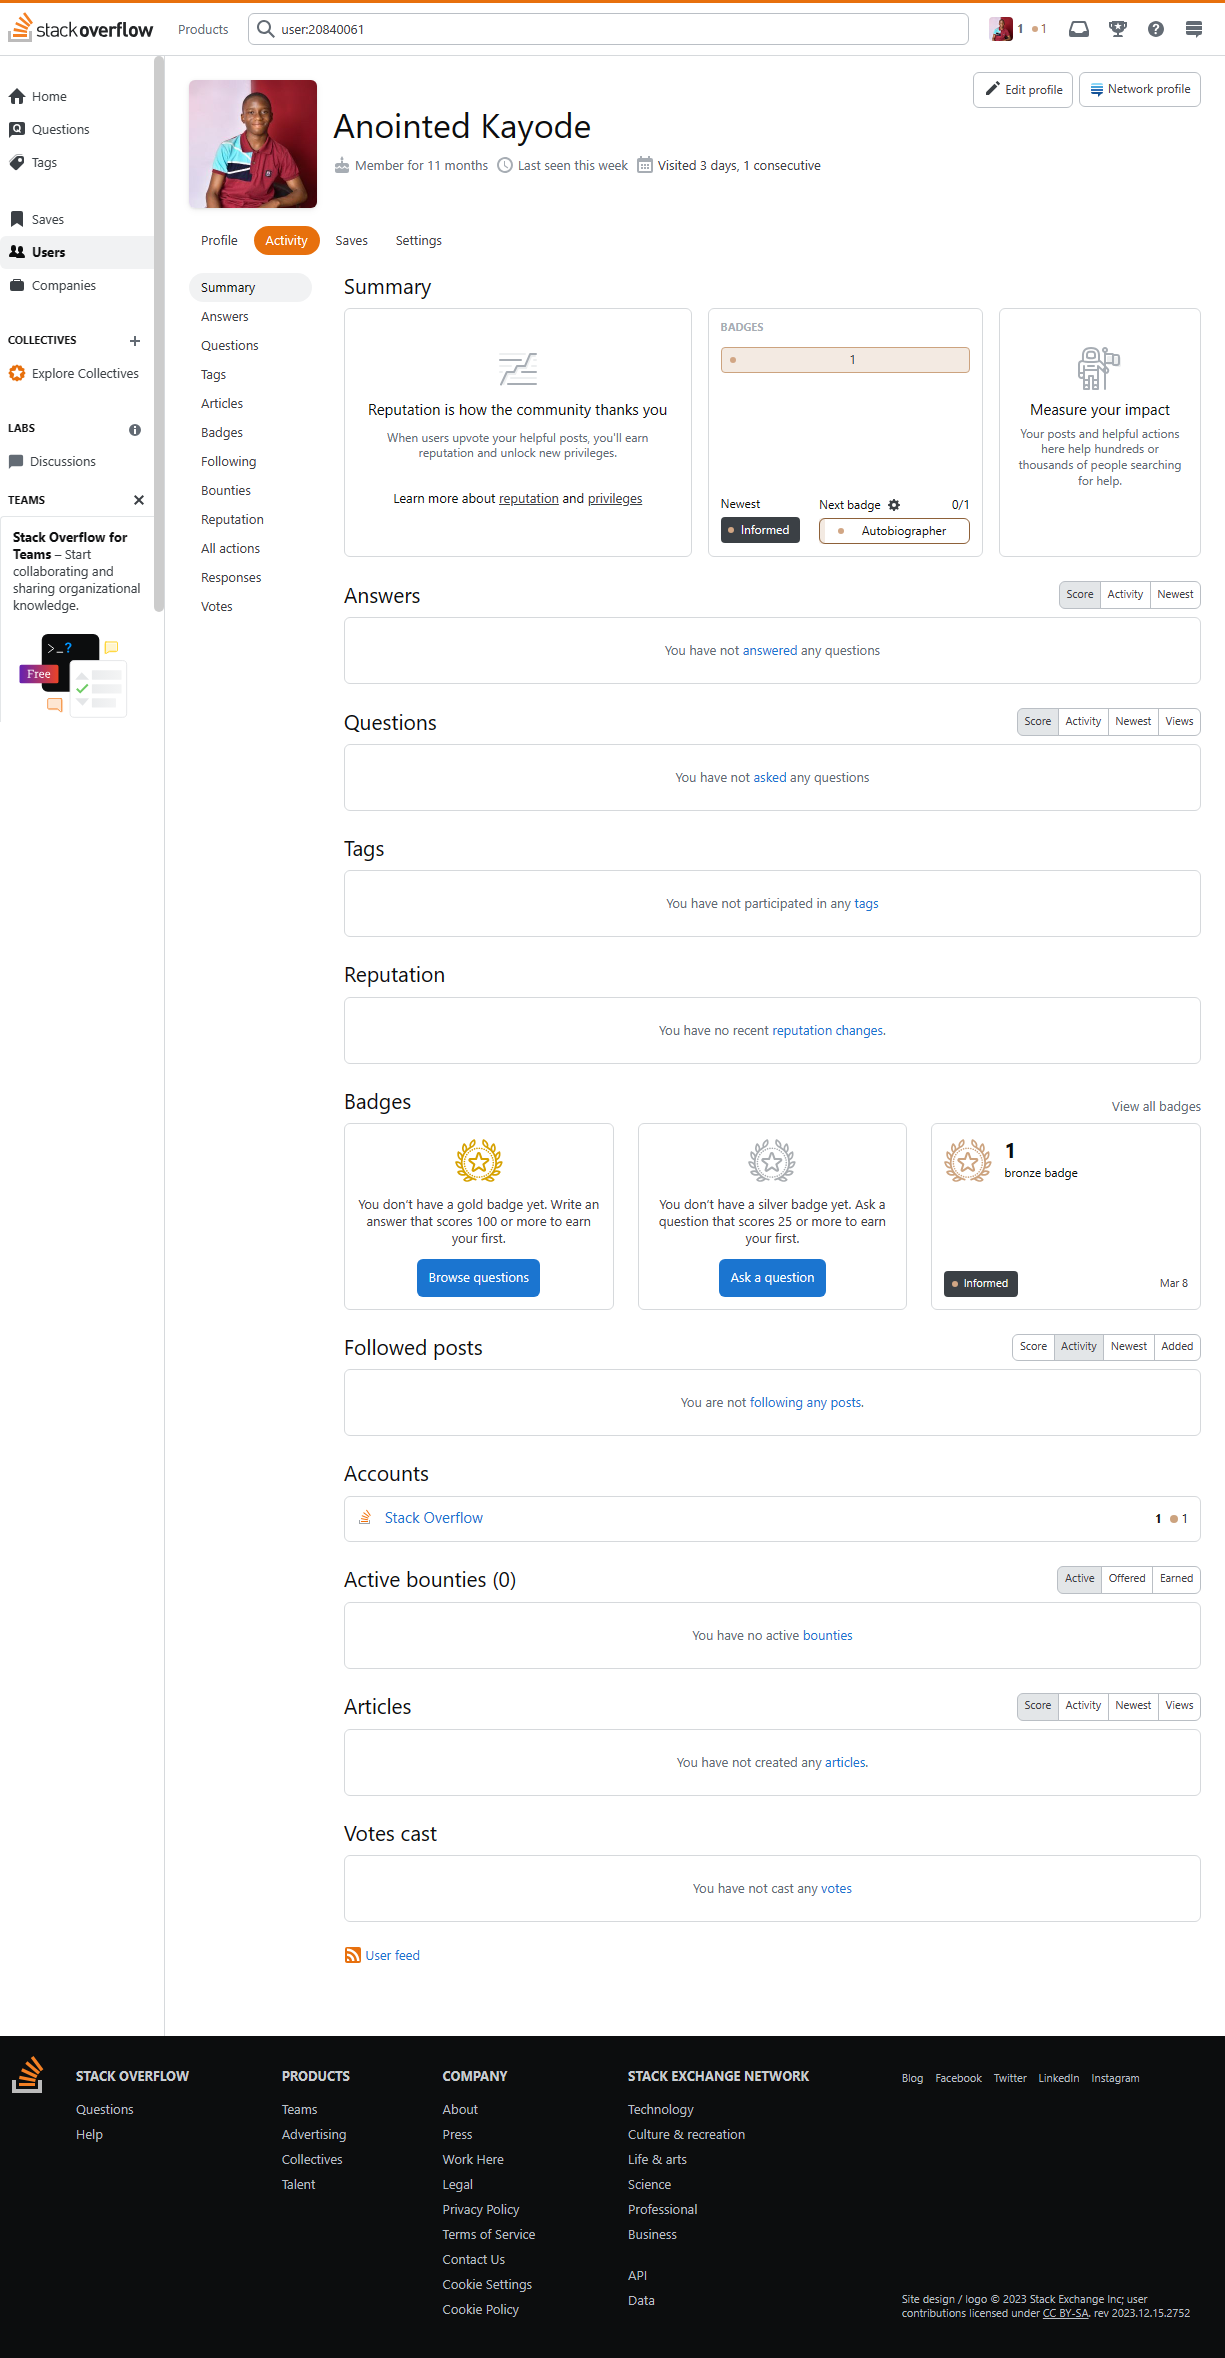 stackoverflow
Products
user:20840061
1
1
Home
Questions
Tags
Saves
Users
Companies
COLLECTIVES
Explore Collectives
LABS
Discussions
TEAMS
Stack Overflow for
Teams – Start
collaborating and
sharing organizational
knowledge.
>_?
Free
Edit profile
Network profile
Anointed Kayode
Member for 11 months
Last seen this week
Visited 3 days, 1 consecutive
Profile
Activity
Saves
Settings
Summary
Answers
Questions
Tags
Articles
Badges
Following
Bounties
Reputation
All actions
Responses
Votes
Summary
Reputation is how the community thanks you
When users upvote your helpful posts, you'll earn
reputation and unlock new privileges.
Learn more about reputation and privileges
BADGES
1
Newest
Informed
Next badge
0/1
Autobiographer
Measure your impact
Your posts and helpful actions
here help hundreds or
thousands of people searching
for help.
Answers
Score
Activity
Newest
You have not answered any questions
Questions
Score
Activity
Newest
Views
You have not asked any questions
Tags
You have not participated in any tags
Reputation
You have no recent reputation changes.
Badges
View all badges
You don’t have a gold badge yet. Write an
answer that scores 100 or more to earn
your first.
Browse questions
You don’t have a silver badge yet. Ask a
question that scores 25 or more to earn
your first.
Ask a question
1
bronze badge
Informed
Mar 8
Followed posts
Score
Activity
Newest
Added
You are not following any posts.
Accounts
Stack Overflow
1
1
Active bounties (0)
Active
Offered
Earned
You have no active bounties
Articles
Score
Activity
Newest
Views
You have not created any articles.
Votes cast
You have not cast any votes
User feed
STACK OVERFLOW
Questions
Help
PRODUCTS
Teams
Advertising
Collectives
Talent
COMPANY
About
Press
Work Here
Legal
Privacy Policy
Terms of Service
Contact Us
Cookie Settings
Cookie Policy
STACK EXCHANGE NETWORK
Technology
Culture & recreation
Life & arts
Science
Professional
Business
API
Data
Blog
Facebook
Twitter
LinkedIn
Instagram
Site design / logo © 2023 Stack Exchange Inc; user
contributions licensed under CC BY-SA. rev 2023.12.15.2752